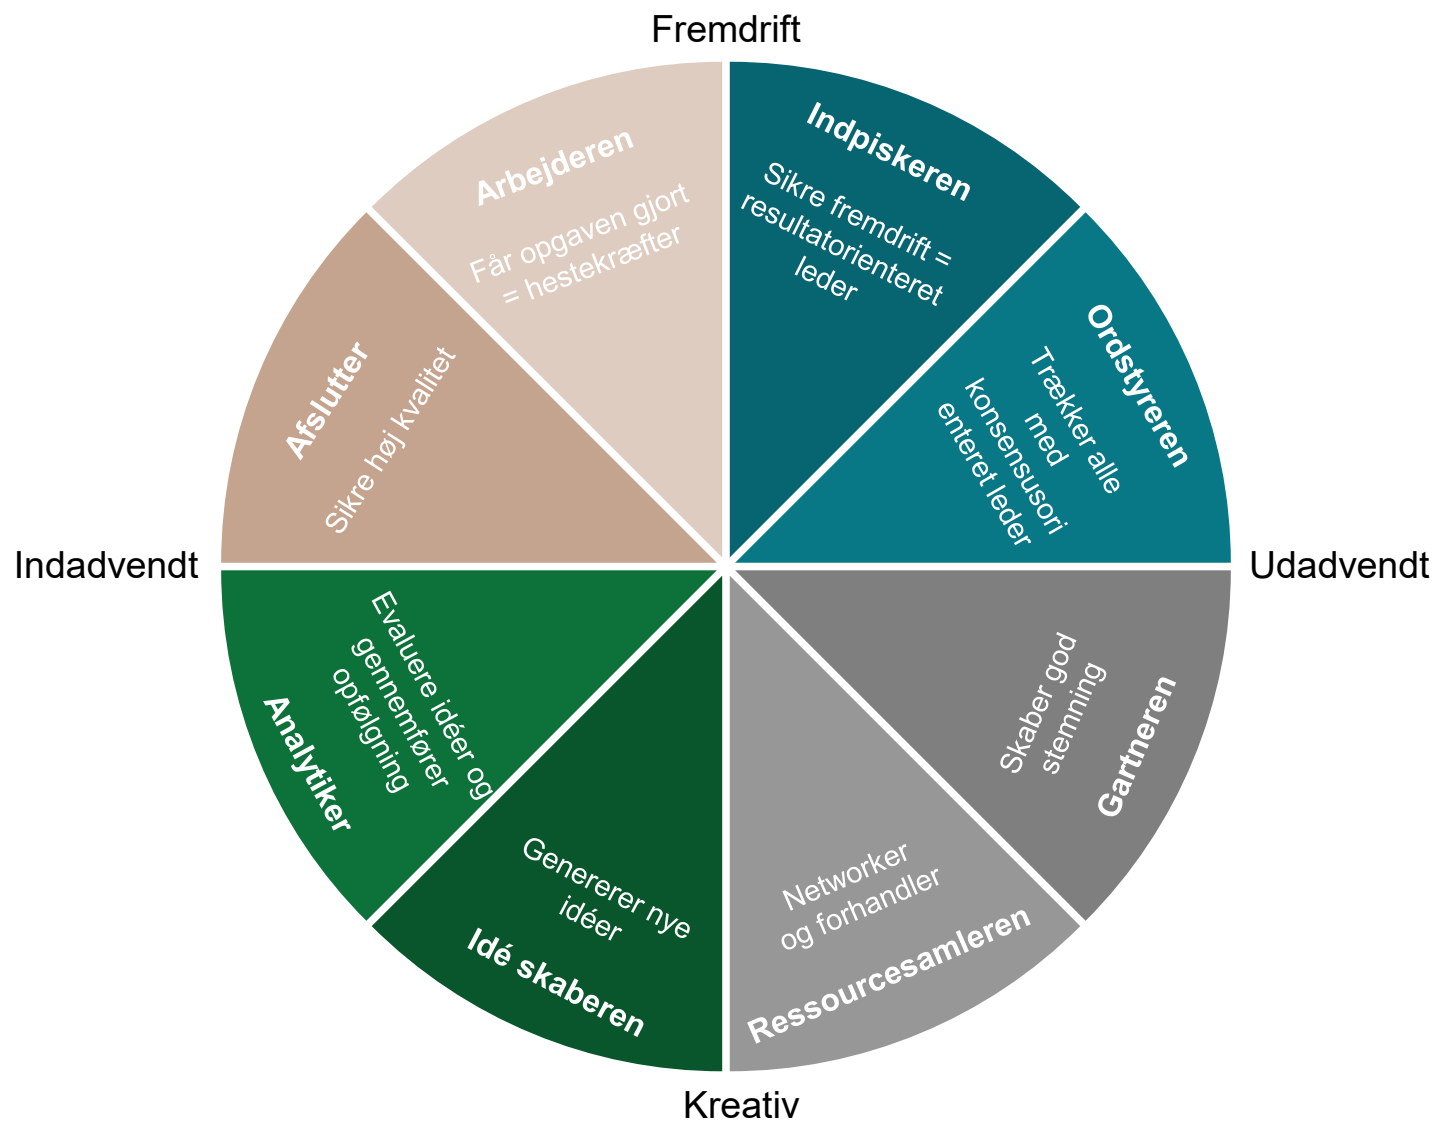 Fremdrift
Indpiskeren
Sikre fremdrift =
resultatorienteret
leder
Ordstyreren
Trækker alle
med
konsensusori
enteret leder
Udadvendt
Gartneren
Skaber god
stemning
Ressourcesamleren
Networker
og forhandler
Kreativ
Idé skaberen
Genererer nye
idéer
Analytiker
Evaluere idéer og
gennemfører
opfølgning
Indadvendt
Afslutter
Sikre høj kvalitet
Arbejderen
Får opgaven gjort
= hestekræfter